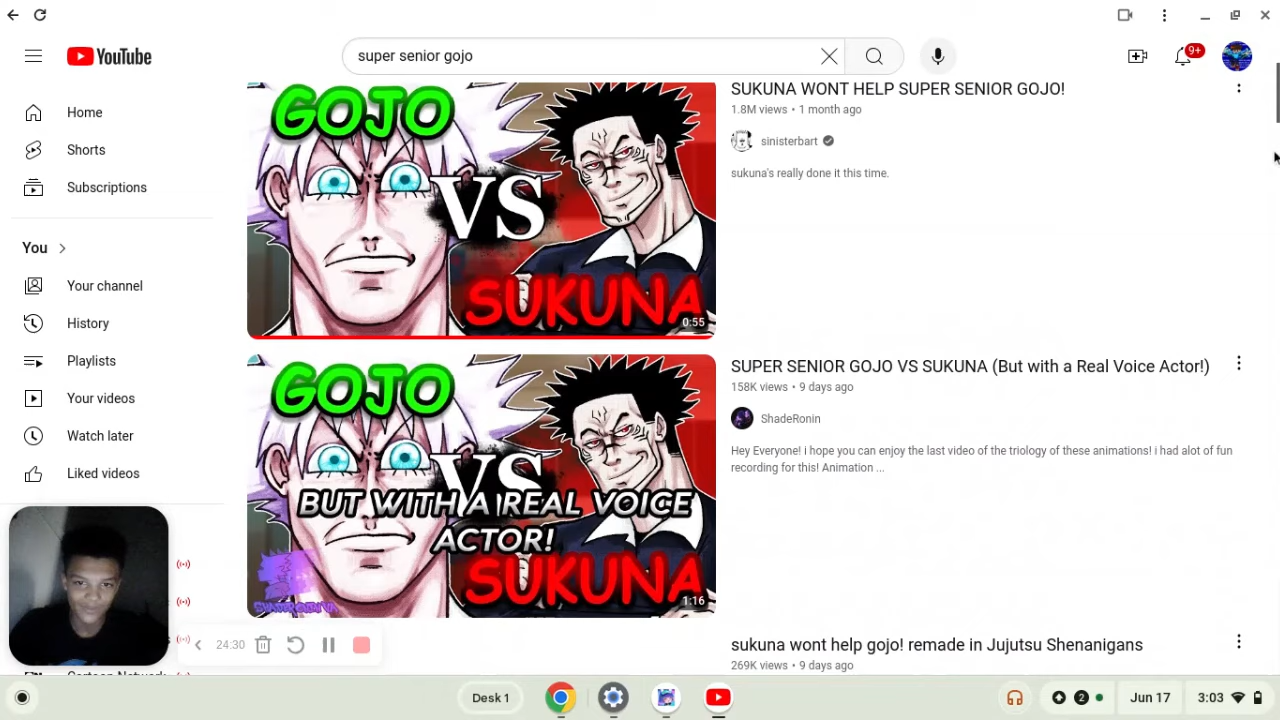 YouTube
super senior gojo
9+
Home
Shorts
Subscriptions
You
Your channel
History
Playlists
Your videos
Watch later
Liked videos
24:30
GOJO
VS
SUKUNA
0:55
SUKUNA WONT HELP SUPER SENIOR GOJO!
1.8M views • 1 month ago
sinisterbart
sukuna's really done it this time.
GOJO
VS
BUT WITH A REAL VOICE
ACTOR!
SUKUNA
1:16
SUPER SENIOR GOJO VS SUKUNA (But with a Real Voice Actor!)
158K views • 9 days ago
ShadeRonin
Hey Everyone! i hope you can enjoy the last video of the triology of these animations! i had alot of fun
recording for this! Animation ...
sukuna wont help gojo! remade in Jujutsu Shenanigans
269K views • 9 days ago
Desk 1
2
Jun 17
3:03